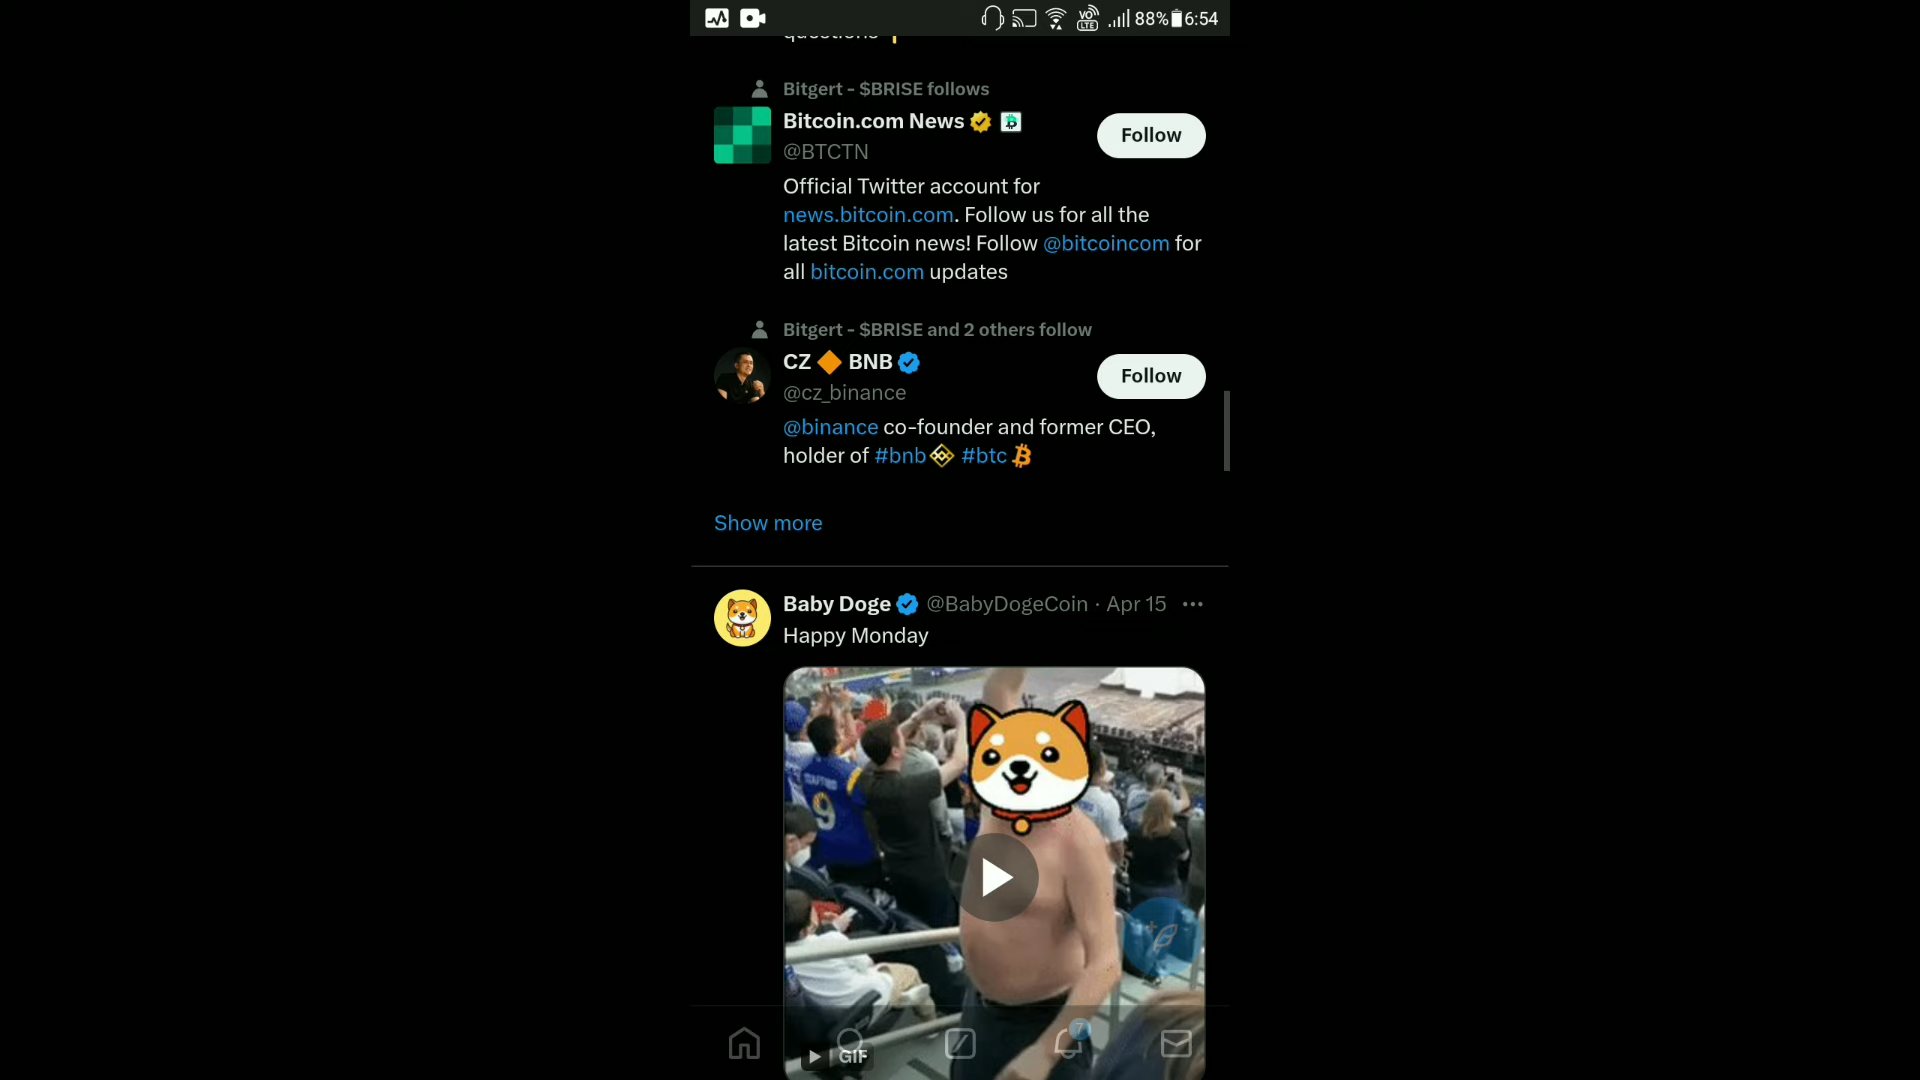 88% 6:54
questions
Bitgert - $BRISE follows
Bitcoin.com News
@BTCTN
Follow
Official Twitter account for
news.bitcoin.com. Follow us for all the
latest Bitcoin news! Follow @bitcoincom for
all bitcoin.com updates
Bitgert - $BRISE and 2 others follow
CZ 🔶 BNB
@cz_binance
Follow
@binance co-founder and former CEO,
holder of #bnb #btc
Show more
Baby Doge @BabyDogeCoin · Apr 15 ···
Happy Monday
9
7
GIF